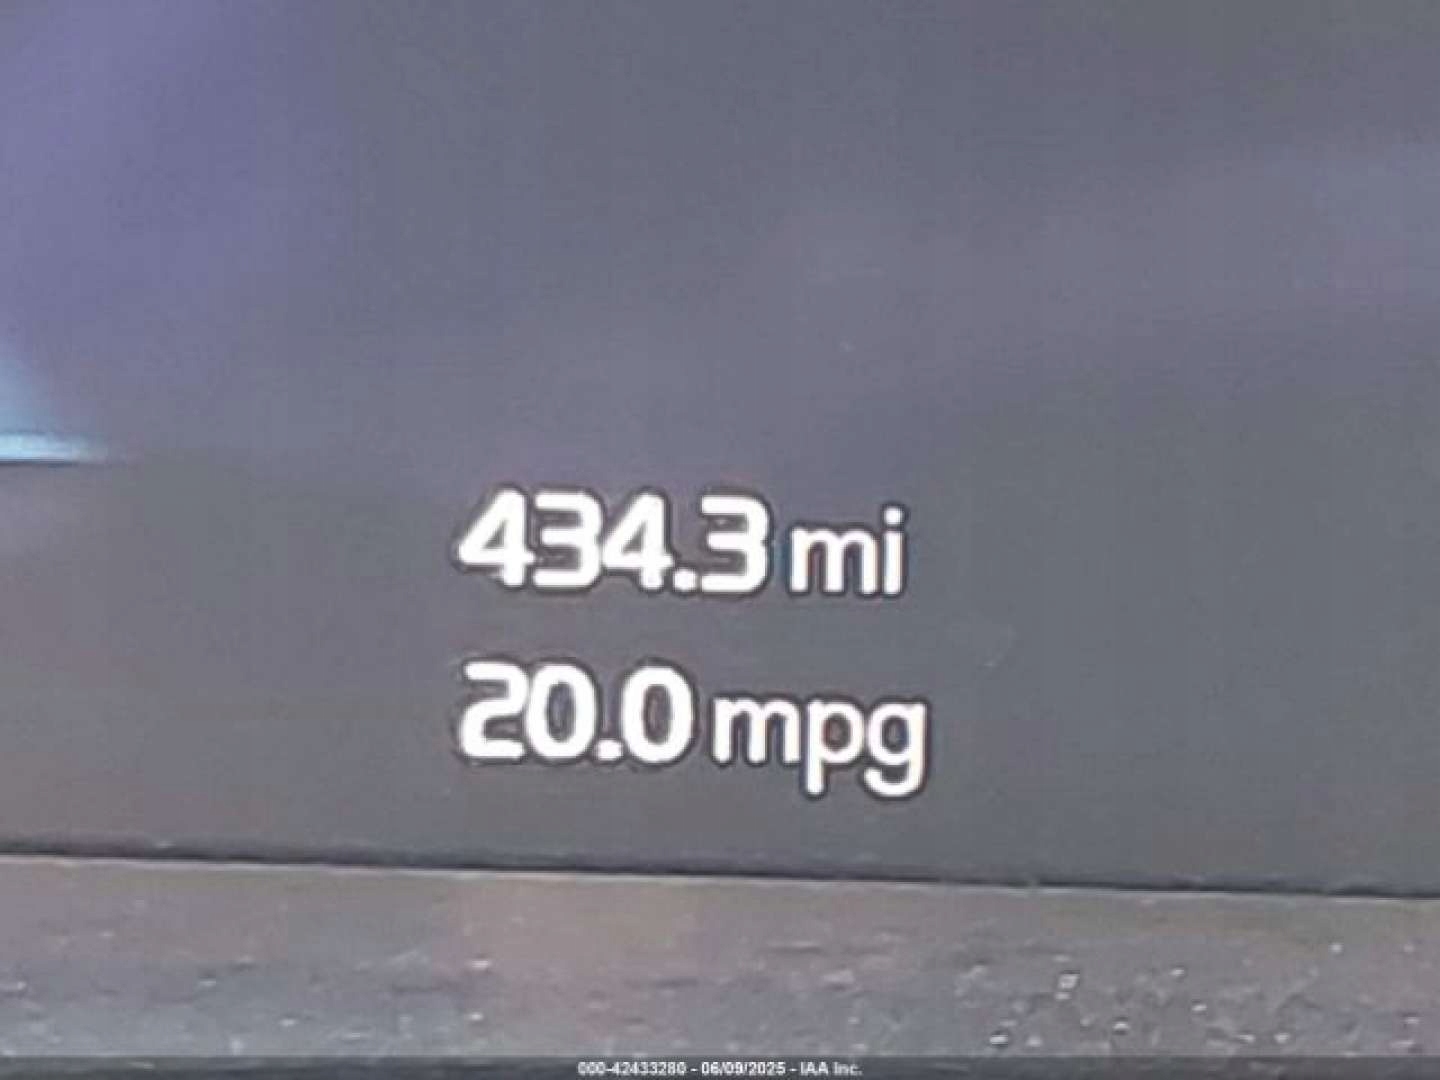 434.3 mi
20.0 mpg
000-42433280 - 06/09/2025 - IAA Inc.